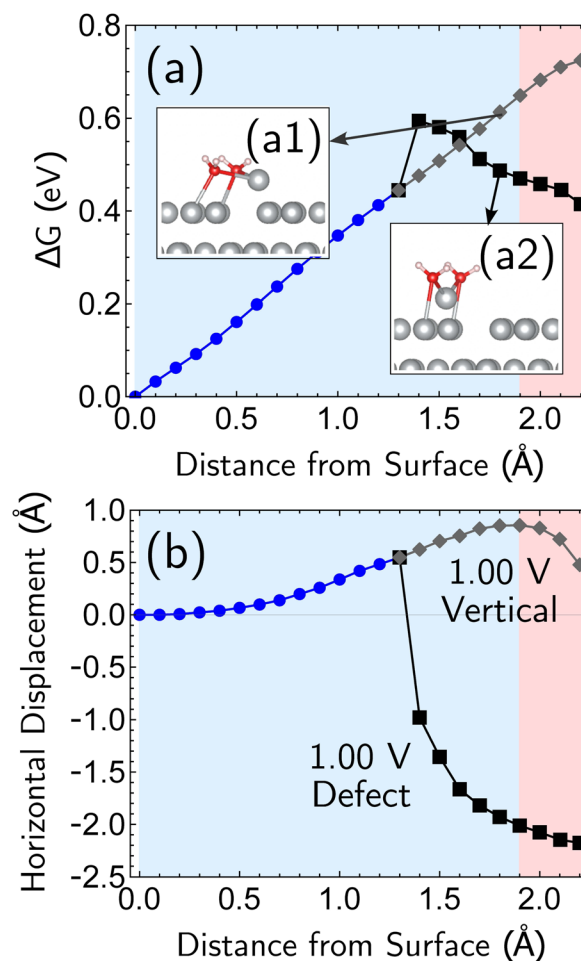 0.8
(a)
(a1)
0.6
ΔG (eV)
0.4
(a2)
0.2
0.0
0.0 0.5 1.0 1.5 2.0
Distance from Surface (Å)
1.0
(b)
0.5
1.00 V
Vertical
0.0
-0.5
Horizontal Displacement (Å)
-1.0
1.00 V
Defect
-1.5
-2.0
-2.5
0.0 0.5 1.0 1.5 2.0
Distance from Surface (Å)